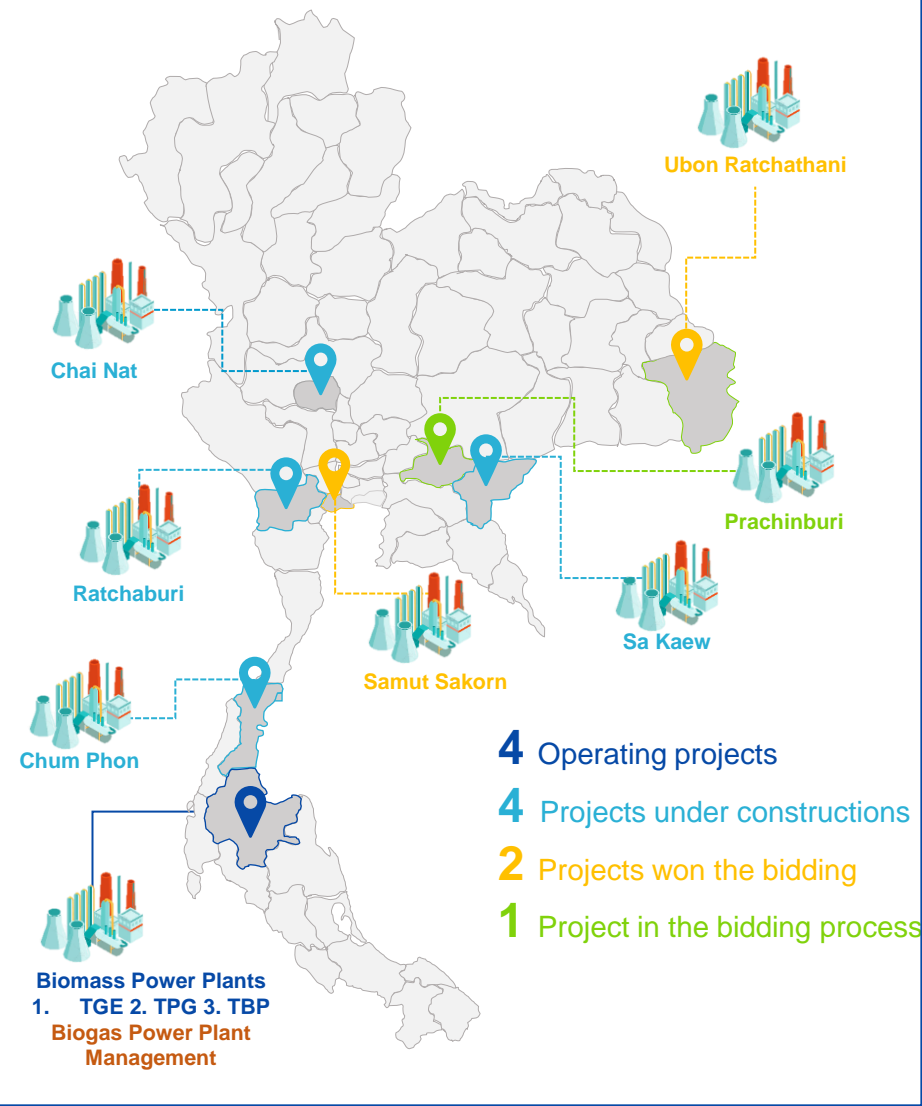 Ubon Ratchathani
Chai Nat
Prachinburi
Ratchaburi
Sa Kaew
Samut Sakorn
Chum Phon
4 Operating projects
4 Projects under constructions
2 Projects won the bidding
1 Project in the bidding process
Biomass Power Plants
1. TGE 2. TPG 3. TBP
Biogas Power Plant
Management